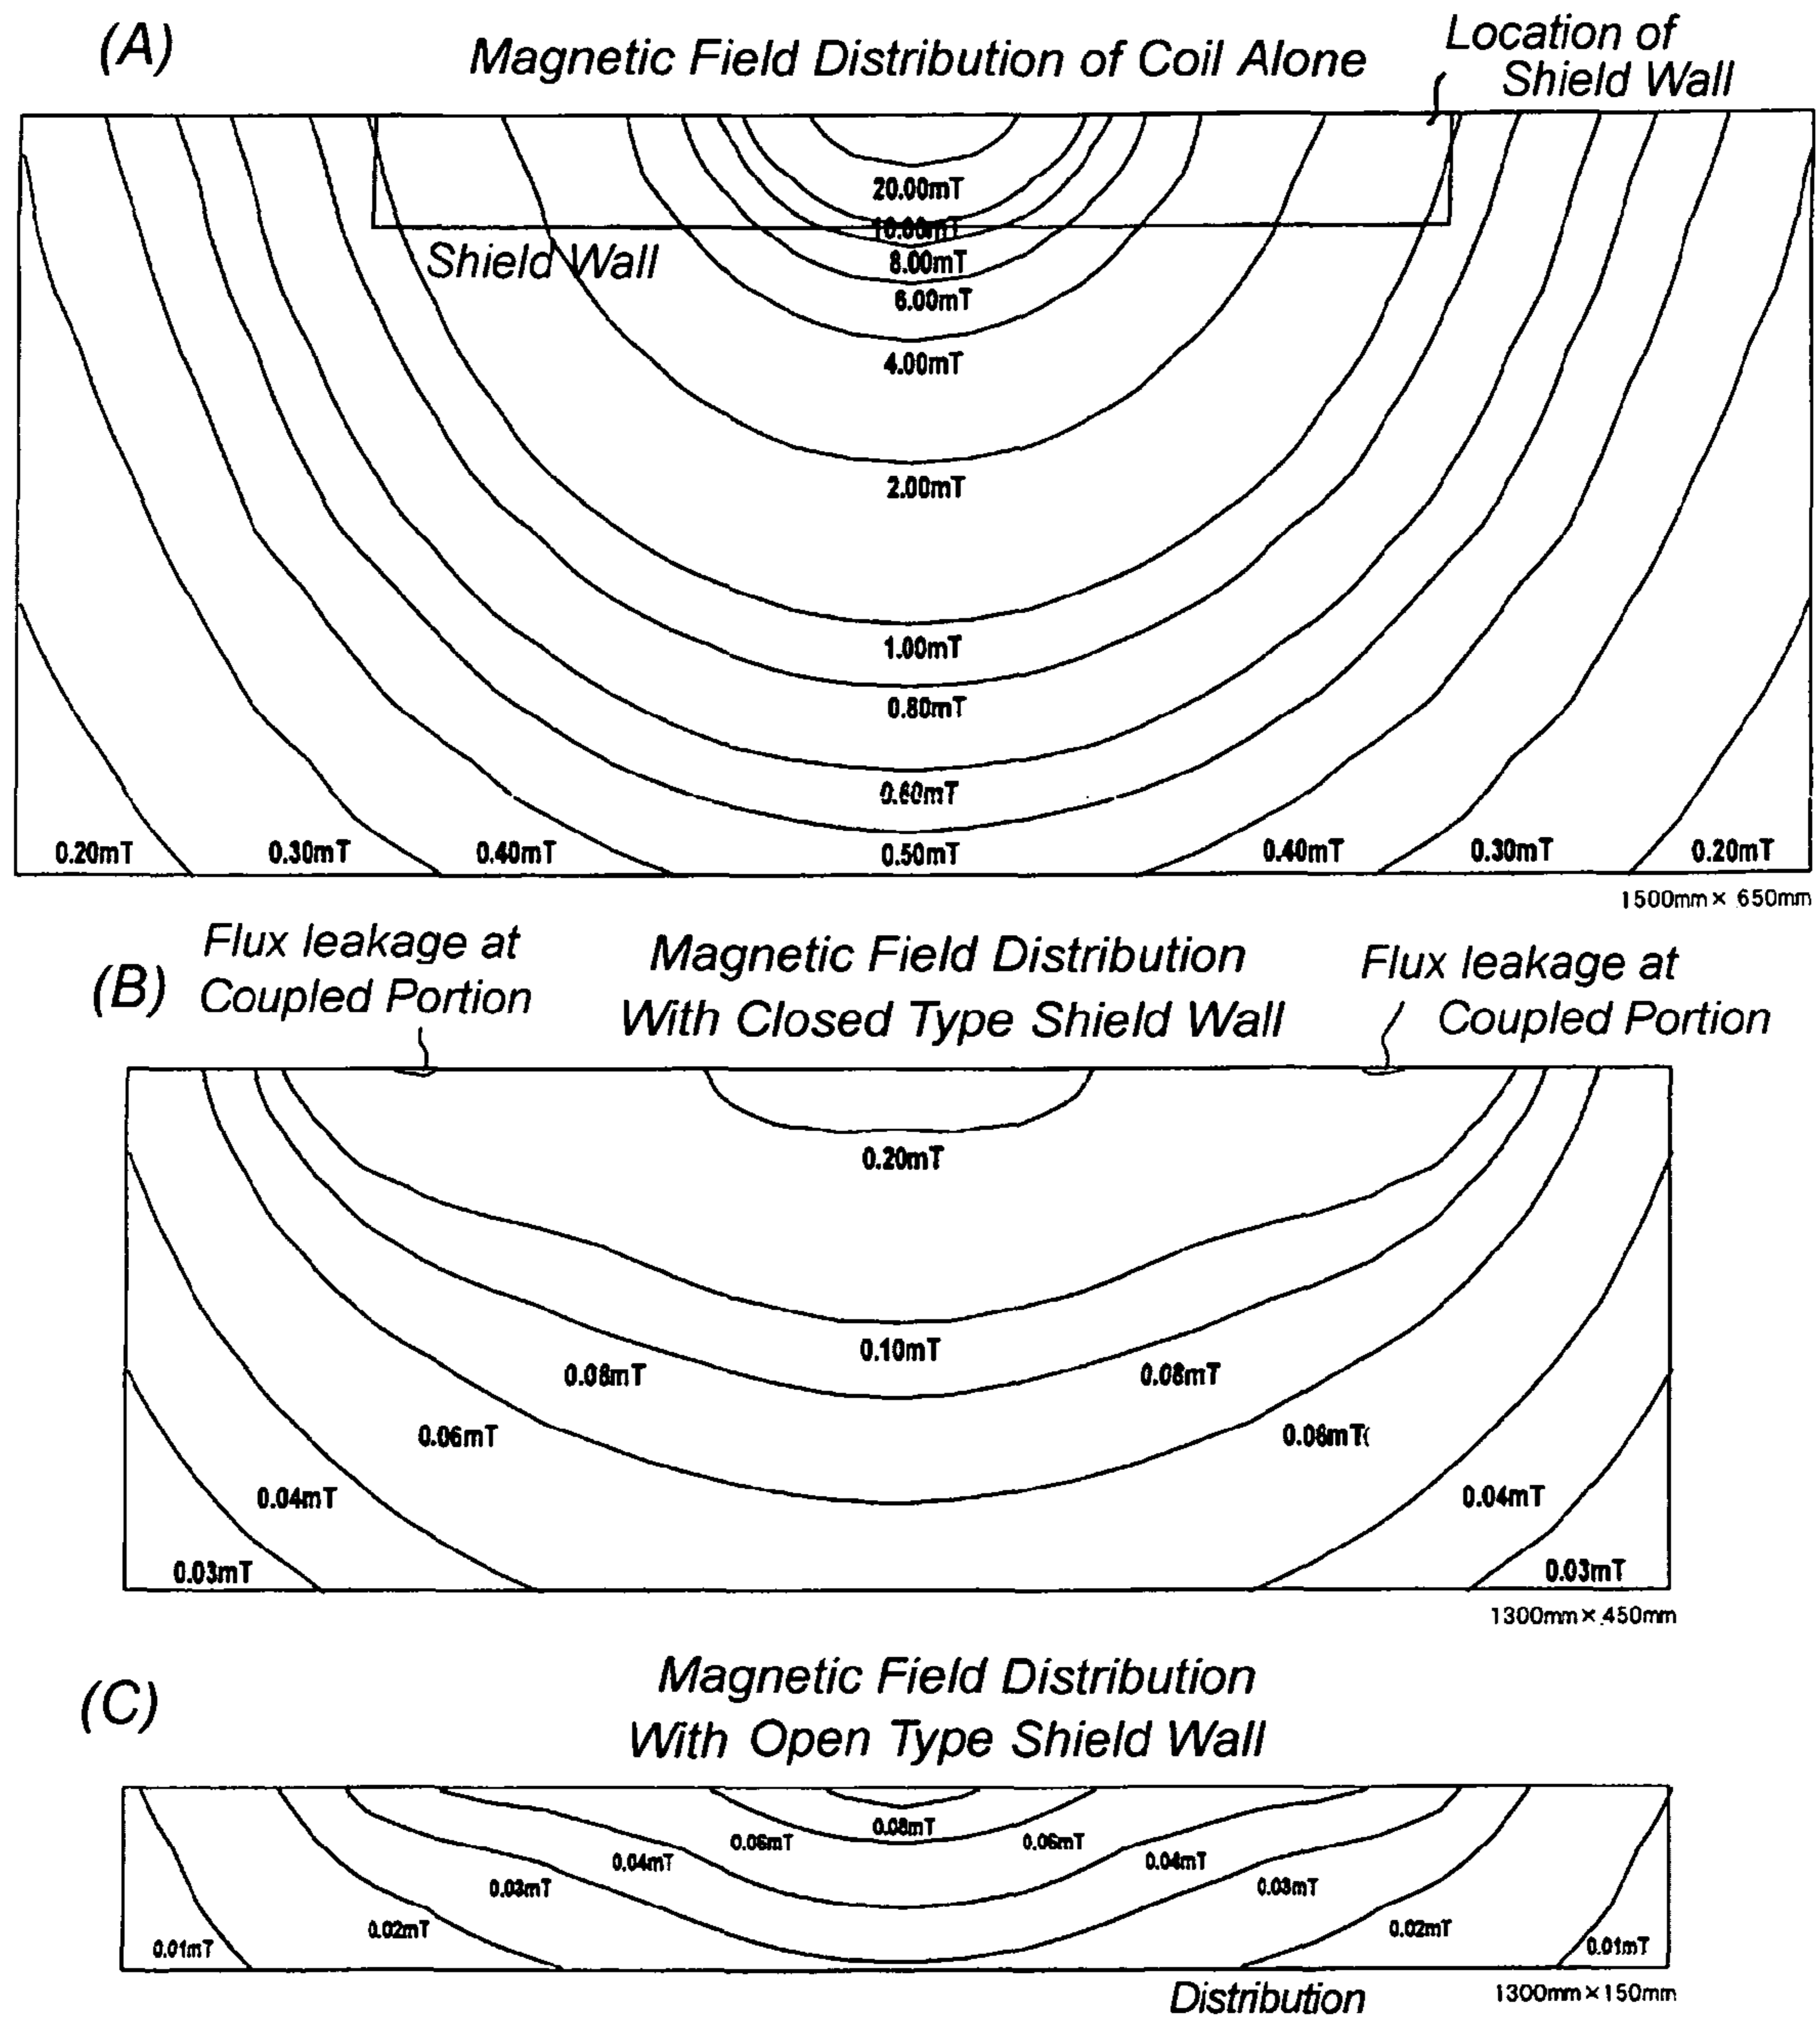 (A)
Magnetic Field Distribution of Coil Alone
Location of
Shield Wall
20.00mT
10.00mT
Shield Wall
8.00mT
6.00mT
4.00mT
2.00mT
1.00mT
0.80mT
0.60mT
0.20mT 0.30mT 0.40mT 0.50mT 0.40mT 0.30mT 0.20mT
1500mm× 650mm
Flux leakage at
Coupled Portion
(B)
Magnetic Field Distribution
With Closed Type Shield Wall
Flux leakage at
Coupled Portion
0.20mT
0.10mT
0.08mT 0.08mT
0.06mT 0.06mT
0.04mT 0.04mT
0.03mT 0.03mT
1300mm×450mm
(C)
Magnetic Field Distribution
With Open Type Shield Wall
0.08mT
0.06mT 0.06mT
0.04mT 0.04mT
0.03mT 0.03mT
0.02mT 0.02mT
0.01mT 0.01mT
Distribution
1300mm×150mm